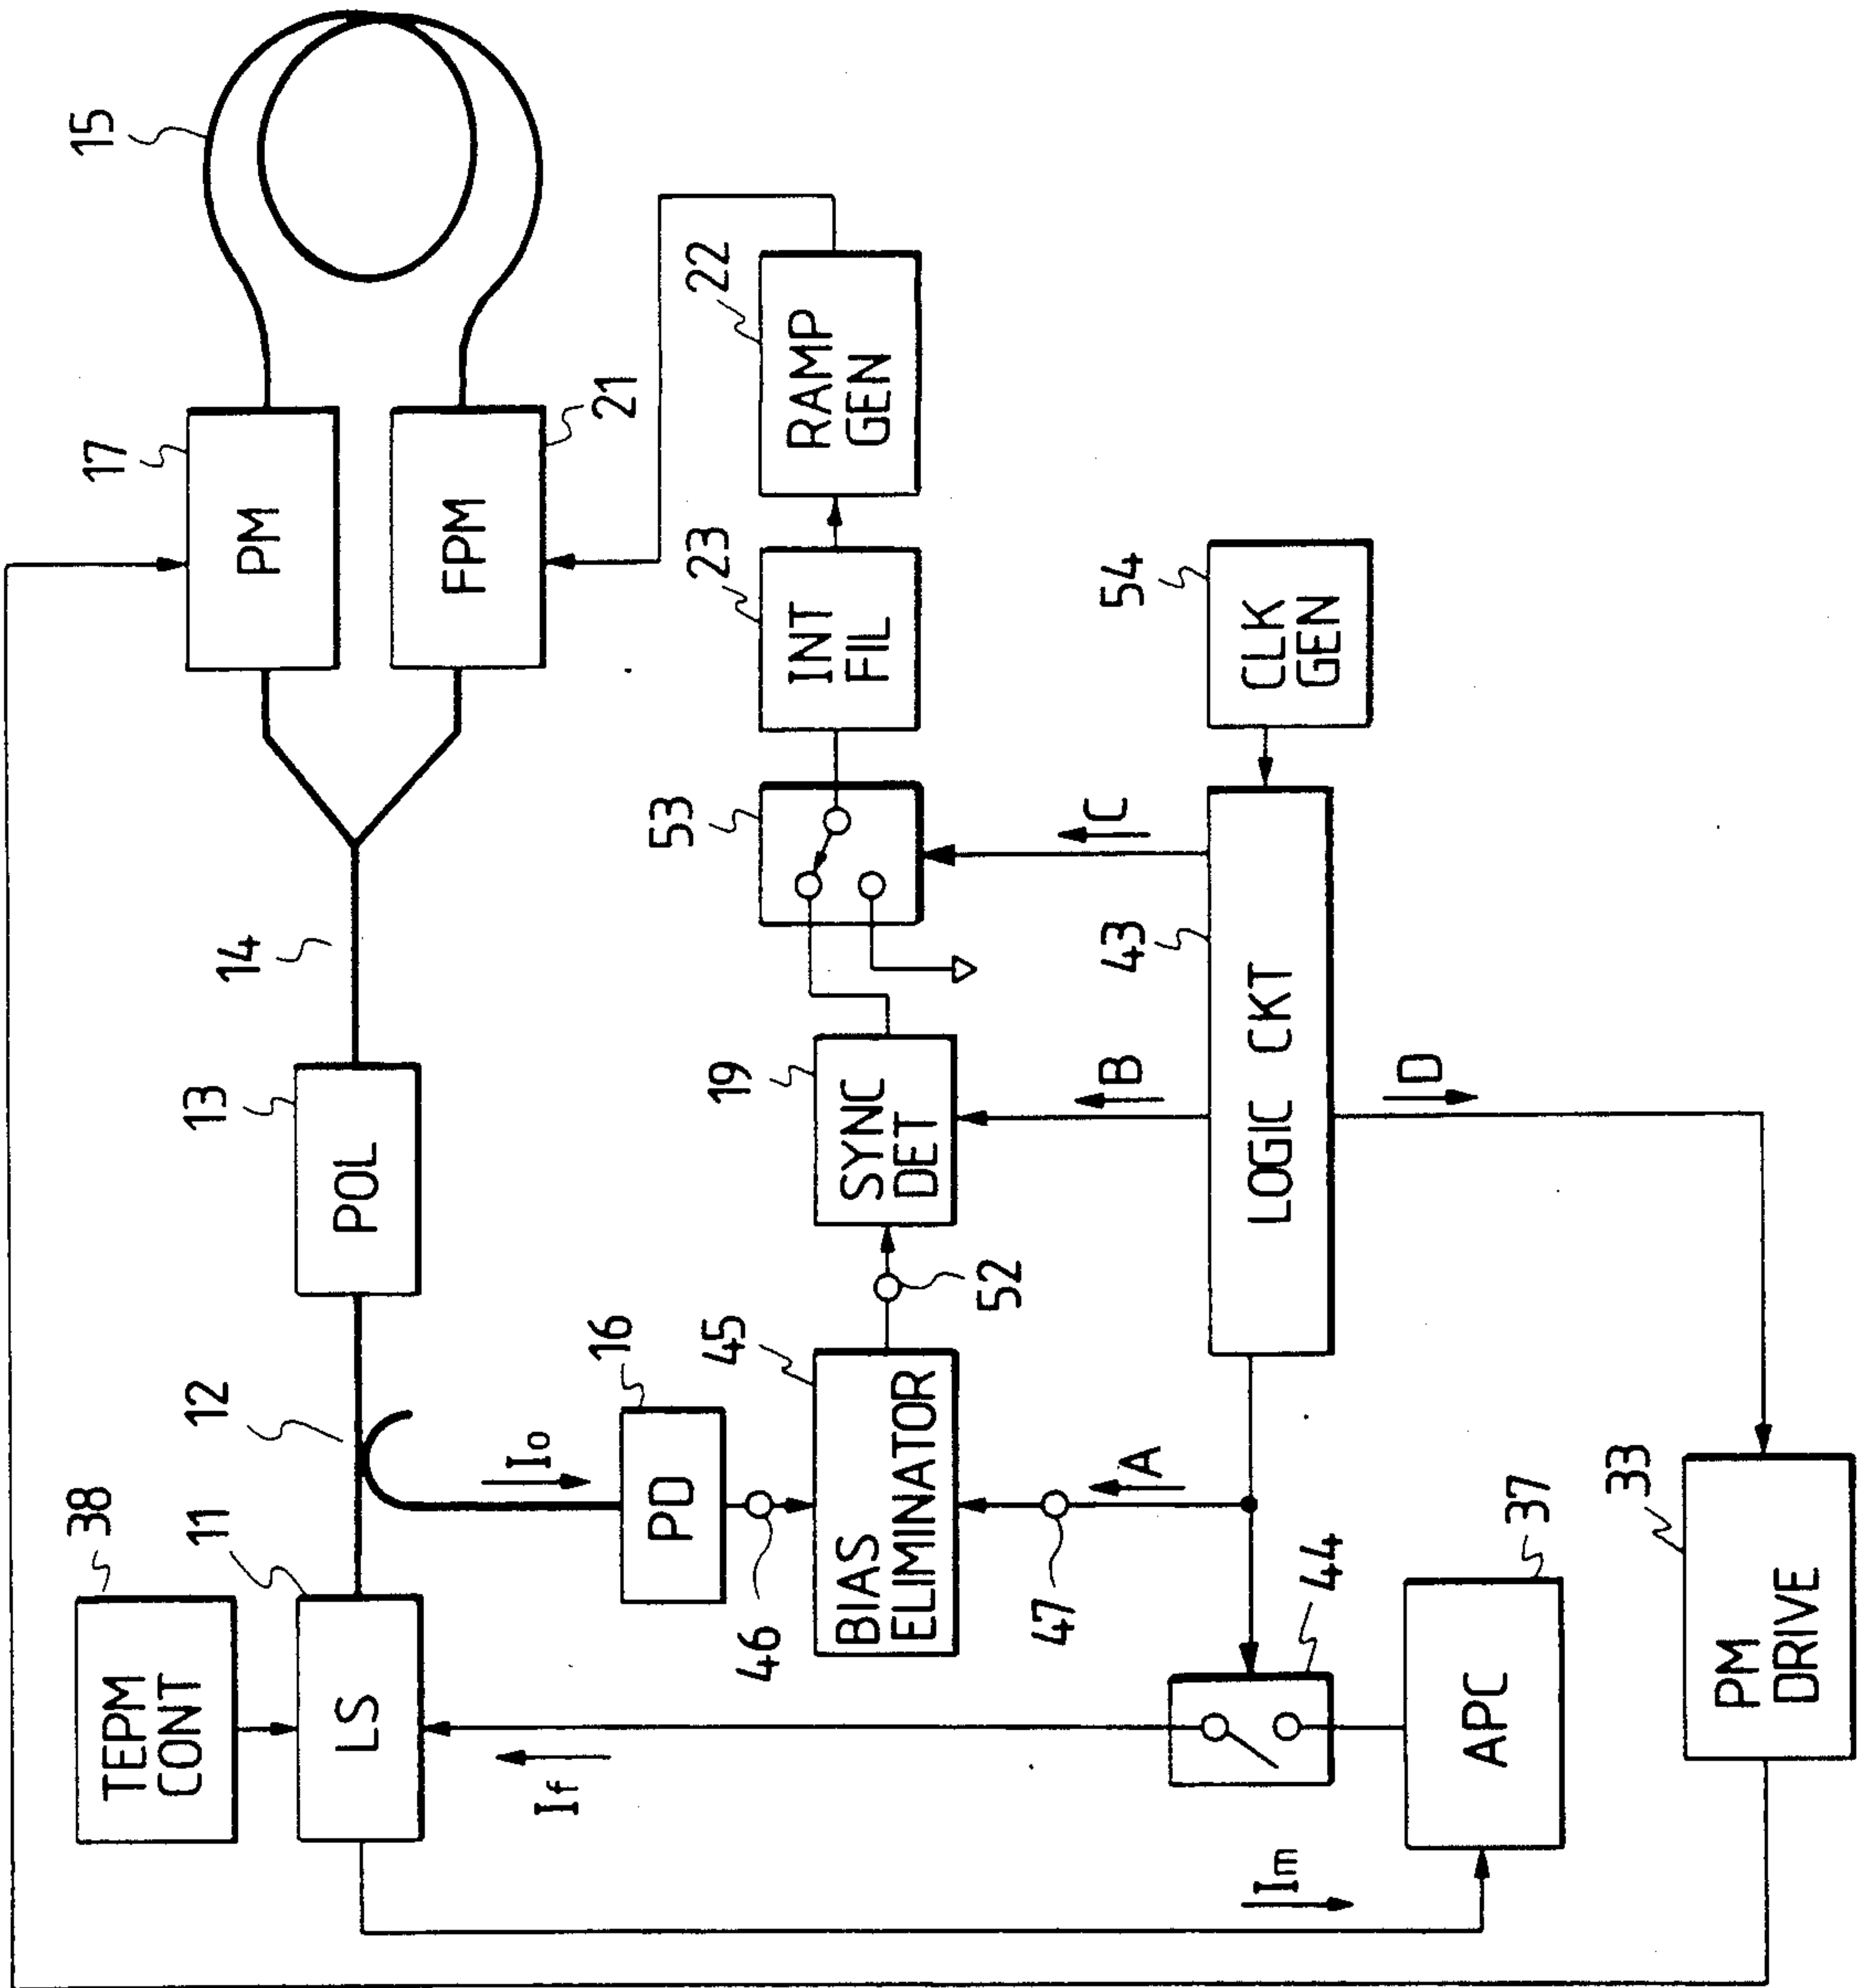 38
TEPM
CONT
11
LS
12
13
POL
14
17
PM
15
FPM
21
If
Io
16
PD
46
45
BIAS
ELIMINATOR
52
19
SYNC
DET
53
23
INT
FIL
22
RAMP
GEN
47
A
B
C
43
LOGIC CKT
54
CLK
GEN
44
Im
APC
37
D
33
PM
DRIVE